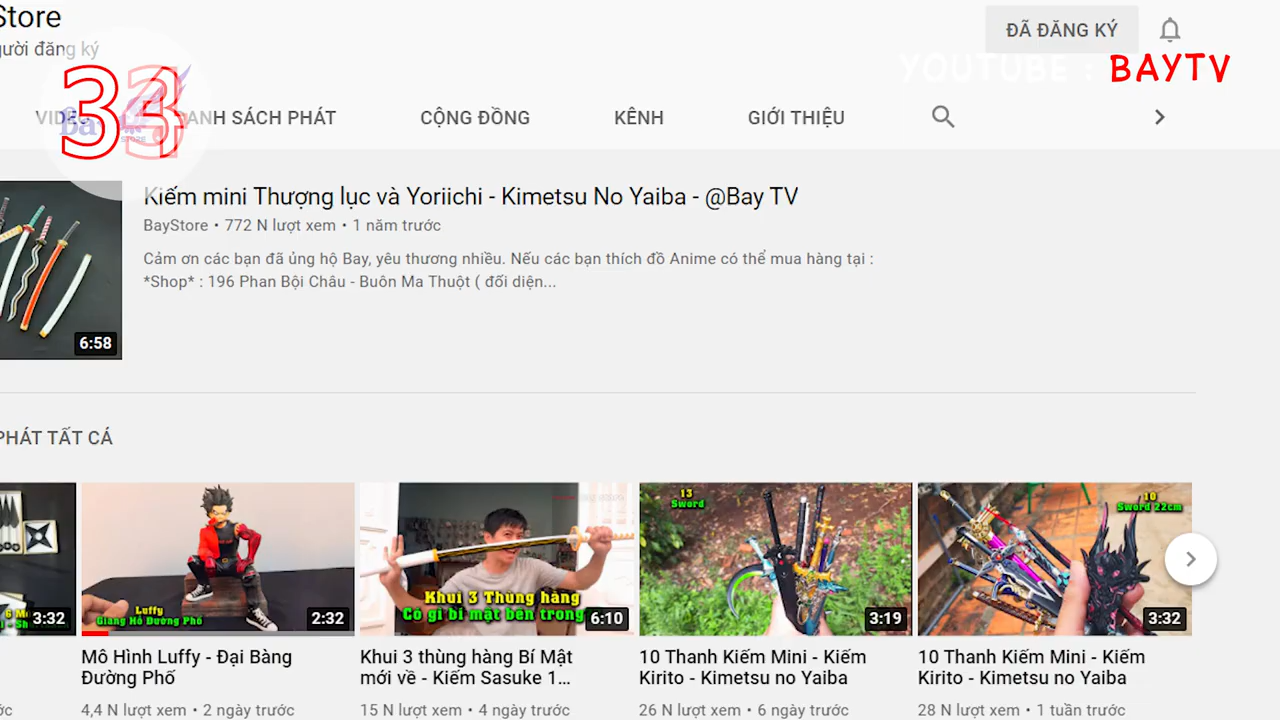 Store
gười đăng ký
ĐÃ ĐĂNG KÝ
YOUTUBE : BAYTV
33
DANH SÁCH PHÁT
CỘNG ĐỒNG
KÊNH
GIỚI THIỆU
Kiếm mini Thượng lục và Yoriichi - Kimetsu No Yaiba - @Bay TV
BayStore • 772 N lượt xem • 1 năm trước
Cảm ơn các bạn đã ủng hộ Bay, yêu thương nhiều. Nếu các bạn thích đồ Anime có thể mua hàng tại :
*Shop* : 196 Phan Bội Châu - Buôn Ma Thuột ( đối diện...
6:58
PHÁT TẤT CẢ
3:32
Luffy
Giang Hồ Đường Phố
2:32
Khui 3 Thùng hàng
Có gì bí mật bên trong
6:10
13
Sword
3:19
10
Sword 22cm
3:32
Mô Hình Luffy - Đại Bàng
Đường Phố
4,4 N lượt xem • 2 ngày trước
Khui 3 thùng hàng Bí Mật
mới về - Kiếm Sasuke 1...
15 N lượt xem • 4 ngày trước
10 Thanh Kiếm Mini - Kiếm
Kirito - Kimetsu no Yaiba
26 N lượt xem • 6 ngày trước
10 Thanh Kiếm Mini - Kiếm
Kirito - Kimetsu no Yaiba
28 N lượt xem • 1 tuần trước